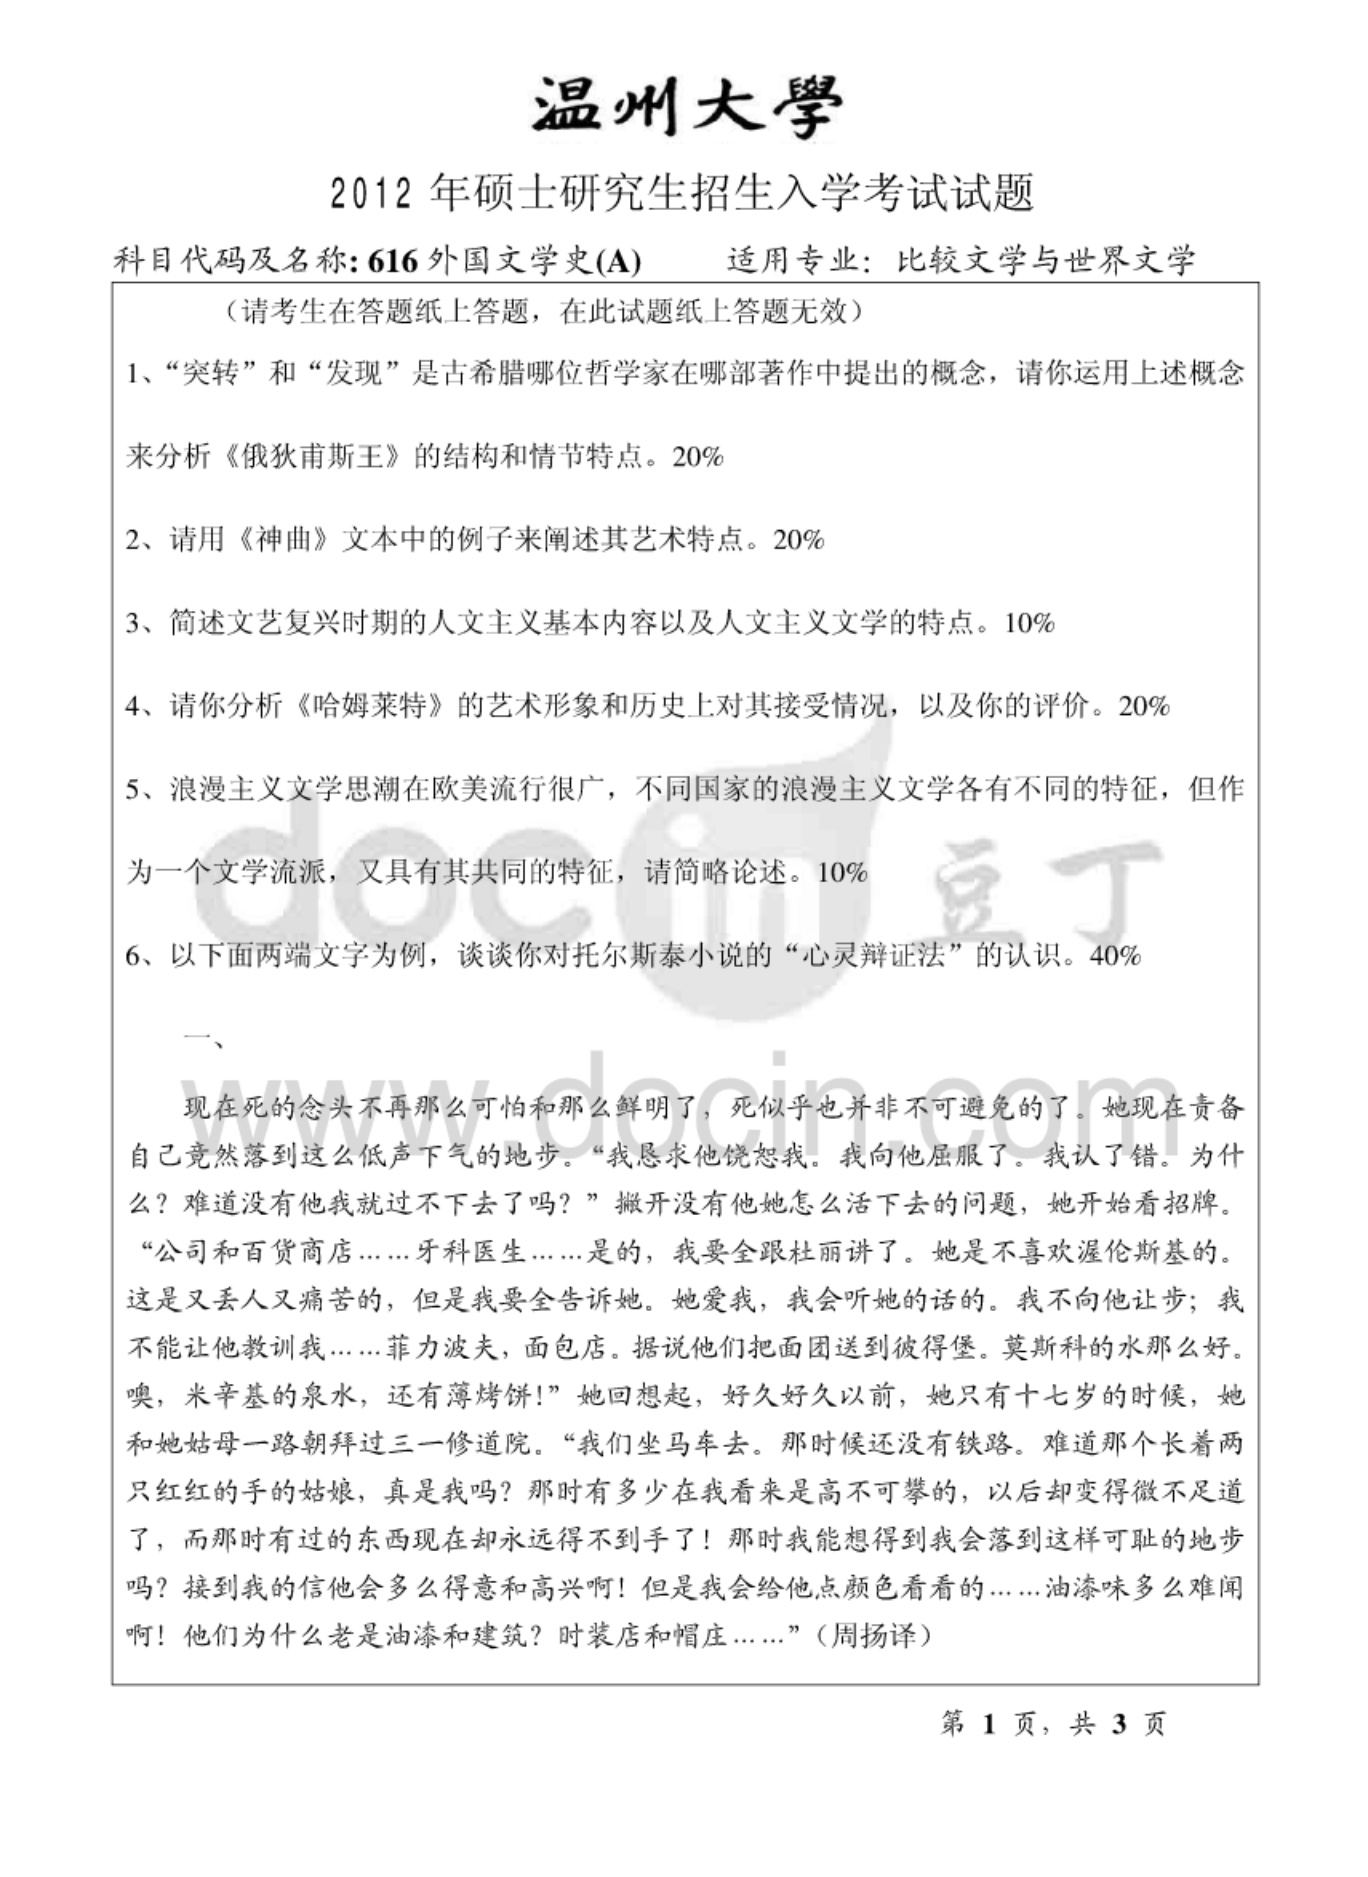 温州大學
2012 年硕士研究生招生入学考试试题
科目代码及名称: 616 外国文学史(A) 适用专业：比较文学与世界文学
（请考生在答题纸上答题，在此试题纸上答题无效）
1、“突转”和“发现”是古希腊哪位哲学家在哪部著作中提出的概念，请你运用上述概念
来分析《俄狄甫斯王》的结构和情节特点。20%
2、请用《神曲》文本中的例子来阐述其艺术特点。20%
3、简述文艺复兴时期的人文主义基本内容以及人文主义文学的特点。10%
4、请你分析《哈姆莱特》的艺术形象和历史上对其接受情况，以及你的评价。20%
5、浪漫主义文学思潮在欧美流行很广，不同国家的浪漫主义文学各有不同的特征，但作
为一个文学流派，又具有其共同的特征，请简略论述。10%
6、以下面两端文字为例，谈谈你对托尔斯泰小说的“心灵辩证法”的认识。40%
一、
现在死的念头不再那么可怕和那么鲜明了，死似乎也并非不可避免的了。她现在责备
自己竟然落到这么低声下气的地步。“我恳求他饶恕我。我向他屈服了。我认了错。为什
么？难道没有他我就过不下去了吗？”撇开没有他她怎么活下去的问题，她开始看招牌。
“公司和百货商店……牙科医生……是的，我要全跟杜丽讲了。她是不喜欢渥伦斯基的。
这是又丢人又痛苦的，但是我要全告诉她。她爱我，我会听她的话的。我不向他让步；我
不能让他教训我……菲力波夫，面包店。据说他们把面团送到彼得堡。莫斯科的水那么好。
噢，米辛基的泉水，还有薄烤饼！”她回想起，好久好久以前，她只有十七岁的时候，她
和她姑母一路朝拜过三一修道院。“我们坐马车去。那时候还没有铁路。难道那个长着两
只红红的手的姑娘，真是我吗？那时有多少在我看来是高不可攀的，以后却变得微不足道
了，而那时有过的东西现在却永远得不到手了！那时我能想得到我会落到这样可耻的地步
吗？接到我的信他会多么得意和高兴啊！但是我会给他点颜色看看的……油漆味多么难闻
啊！他们为什么老是油漆和建筑？时装店和帽庄……”（周扬译）
第 1 页，共 3 页
docin 豆丁
www.docin.com